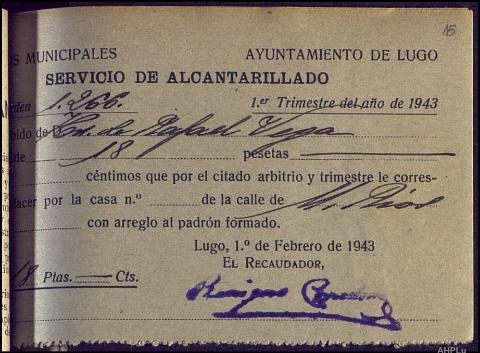 15
S MUNICIPALES AYUNTAMIENTO DE LUGO
SERVICIO DE ALCANTARILLADO
rden 1.266. 1.er Trimestre del año de 1943
bido de Hd. de Rafael Vega
de 18 pesetas
céntimos que por el citado arbitrio y trimestre le corres-
facer por la casa n.º de la calle de M. Rios
con arreglo al padrón formado.
Lugo, 1.º de Febrero de 1943
EL RECAUDADOR,
18 Ptas. — Cts.
AHPLu